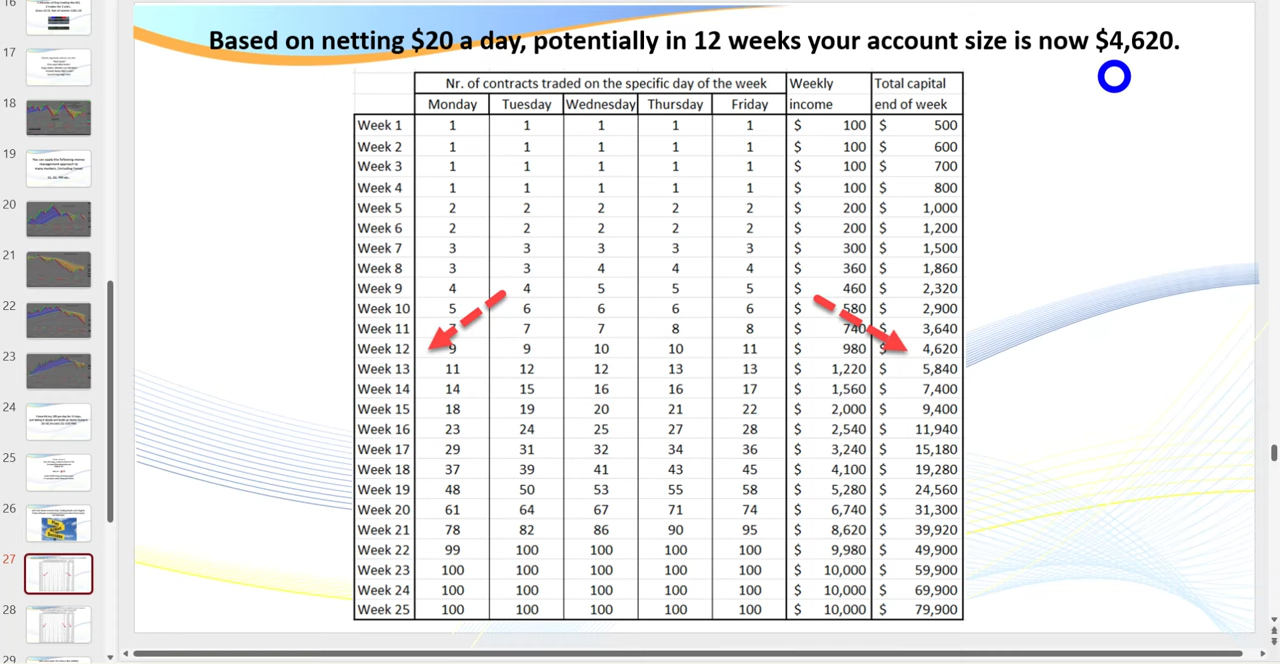 16
17
18
19
20
21
22
23
24
25
26
27
28
29
Based on netting $20 a day, potentially in 12 weeks your account size is now $4,620.
Nr. of contracts traded on the specific day of the week Weekly Total capital
Monday Tuesday Wednesday Thursday Friday income end of week
Week 1 1 1 1 1 1 $ 100 $ 500
Week 2 1 1 1 1 1 $ 100 $ 600
Week 3 1 1 1 1 1 $ 100 $ 700
Week 4 1 1 1 1 1 $ 100 $ 800
Week 5 2 2 2 2 2 $ 200 $ 1,000
Week 6 2 2 2 2 2 $ 200 $ 1,200
Week 7 3 3 3 3 3 $ 300 $ 1,500
Week 8 3 3 4 4 4 $ 360 $ 1,860
Week 9 4 4 5 5 5 $ 460 $ 2,320
Week 10 5 6 6 6 6 $ 580 $ 2,900
Week 11 7 7 7 8 8 $ 740 $ 3,640
Week 12 9 9 10 10 11 $ 980 $ 4,620
Week 13 11 12 12 13 13 $ 1,220 $ 5,840
Week 14 14 15 16 16 17 $ 1,560 $ 7,400
Week 15 18 19 20 21 22 $ 2,000 $ 9,400
Week 16 23 24 25 27 28 $ 2,540 $ 11,940
Week 17 29 31 32 34 36 $ 3,240 $ 15,180
Week 18 37 39 41 43 45 $ 4,100 $ 19,280
Week 19 48 50 53 55 58 $ 5,280 $ 24,560
Week 20 61 64 67 71 74 $ 6,740 $ 31,300
Week 21 78 82 86 90 95 $ 8,620 $ 39,920
Week 22 99 100 100 100 100 $ 9,980 $ 49,900
Week 23 100 100 100 100 100 $ 10,000 $ 59,900
Week 24 100 100 100 100 100 $ 10,000 $ 69,900
Week 25 100 100 100 100 100 $ 10,000 $ 79,900